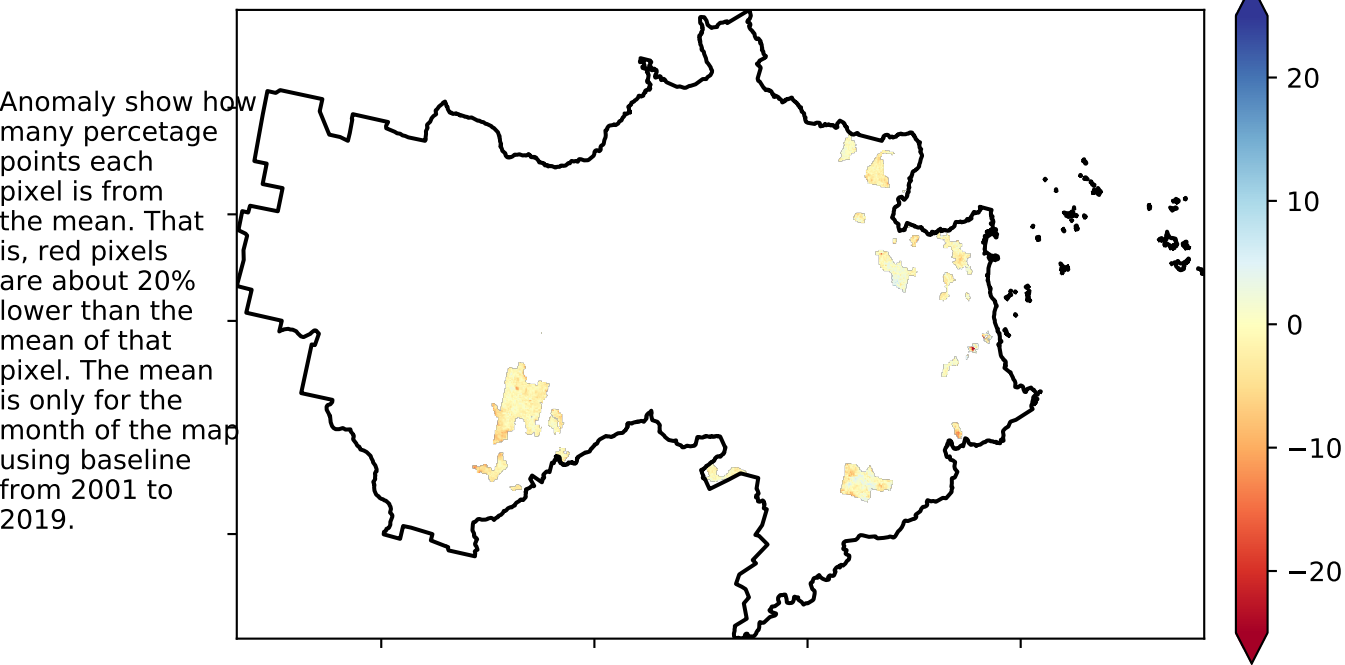 Anomaly show how
many percetage
points each
pixel is from
the mean. That
is, red pixels
are about 20%
lower than the
mean of that
pixel. The mean
is only for the
month of the map
using baseline
from 2001 to
2019.
20
10
0
−10
−20